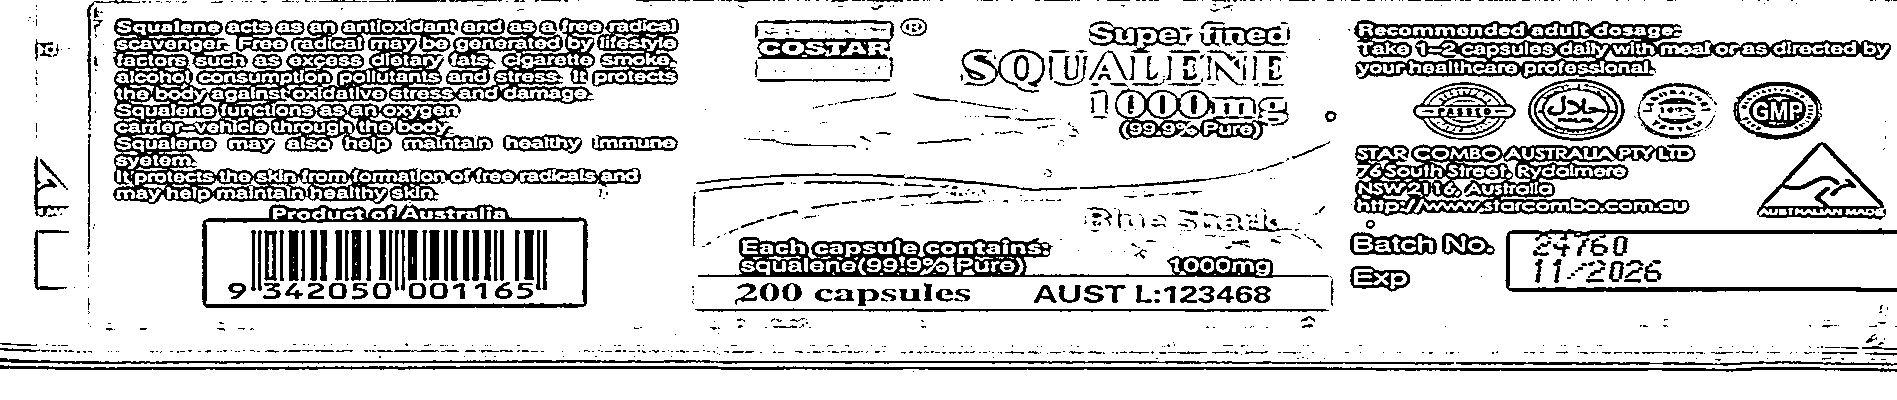 Squalene acts as an antioxidant and as a free radical
scavenger. Free radical may be generated by lifestyle
factors such as excess dietary fats, cigarette smoke,
alcohol consumption pollutants and stress. It protects
the body against oxidative stress and damage.
Squalene functions as an oxygen
carrier-vehicle through the body.
Squalene may also help maintain healthy immune
system.
It protects the skin from formation of free radicals and
may help maintain healthy skin.
Product of Australia
9 342050 001165
COSTAR ®
Super fined
SQUALENE
1000mg
(99.9% Pure)
Blue Shark
Each capsule contains:
squalene(99.9% Pure) 1000mg
200 capsules AUST L:123468
Recommended adult dosage:
Take 1-2 capsules daily with meal or as directed by
your healthcare professional.
PASSED
حلال
GMP
STAR COMBO AUSTRALIA PTY LTD
76 South Street, Rydalmere
NSW 2116, Australia
http://www.starcombo.com.au
AUSTRALIAN MADE
Batch No. 24760
Exp 11/2026